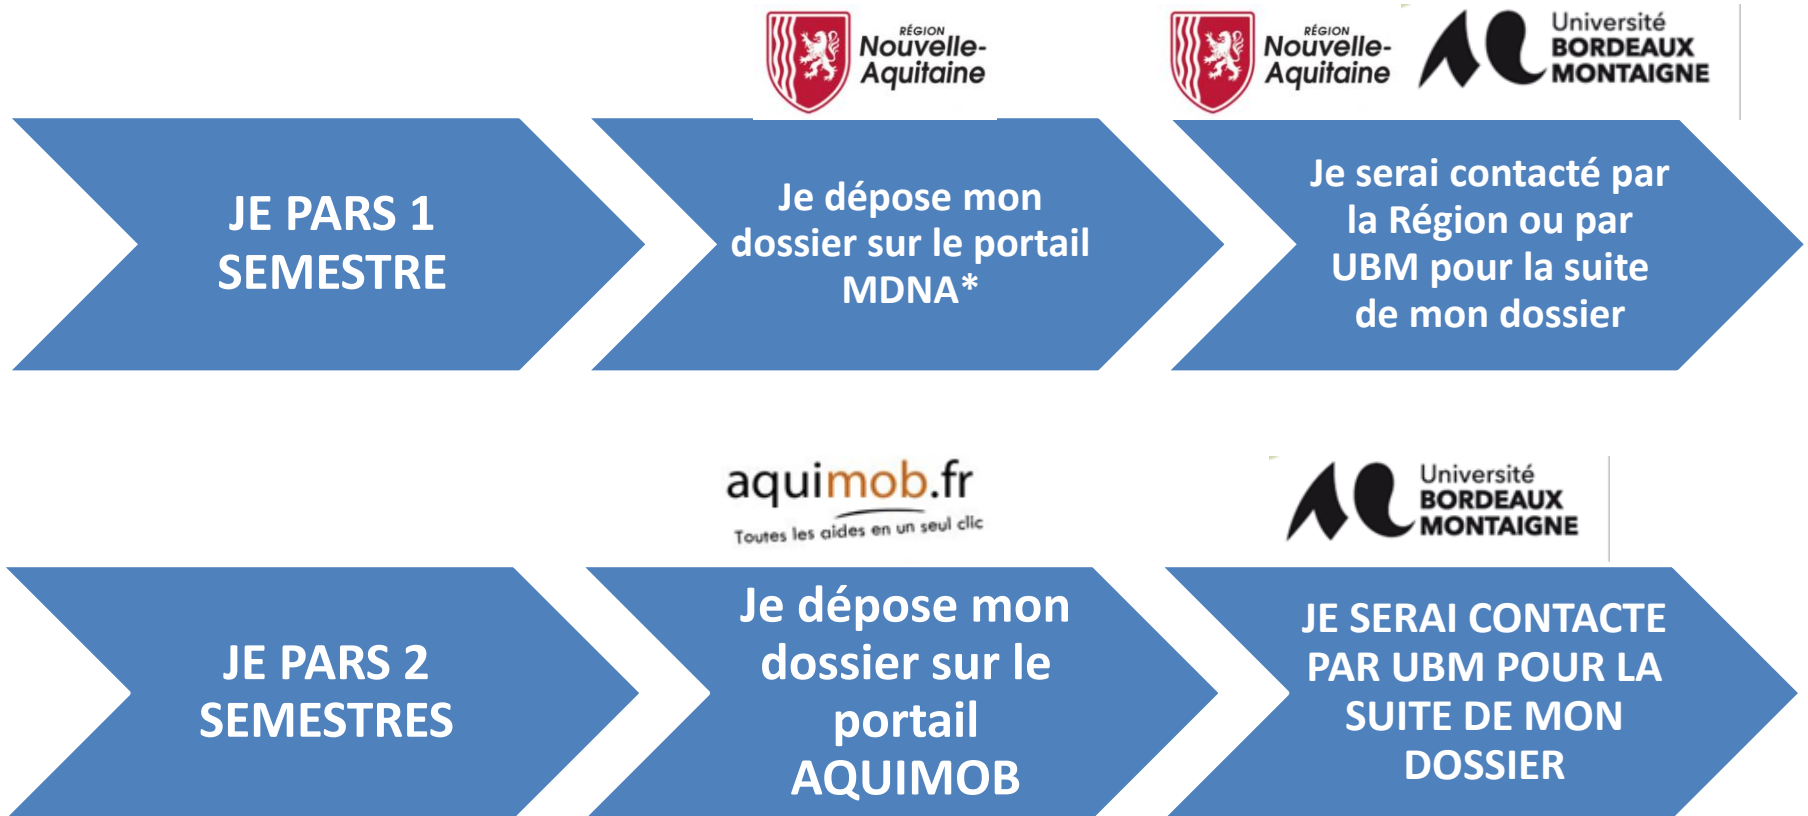 RÉGION
Nouvelle-
Aquitaine
RÉGION
Nouvelle-
Aquitaine
Université
BORDEAUX
MONTAIGNE
JE PARS 1
SEMESTRE
Je dépose mon
dossier sur le portail
MDNA*
Je serai contacté par
la Région ou par
UBM pour la suite
de mon dossier
aquimob.fr
Toutes les aides en un seul clic
Université
BORDEAUX
MONTAIGNE
JE PARS 2
SEMESTRES
Je dépose mon
dossier sur le
portail
AQUIMOB
JE SERAI CONTACTE
PAR UBM POUR LA
SUITE DE MON
DOSSIER